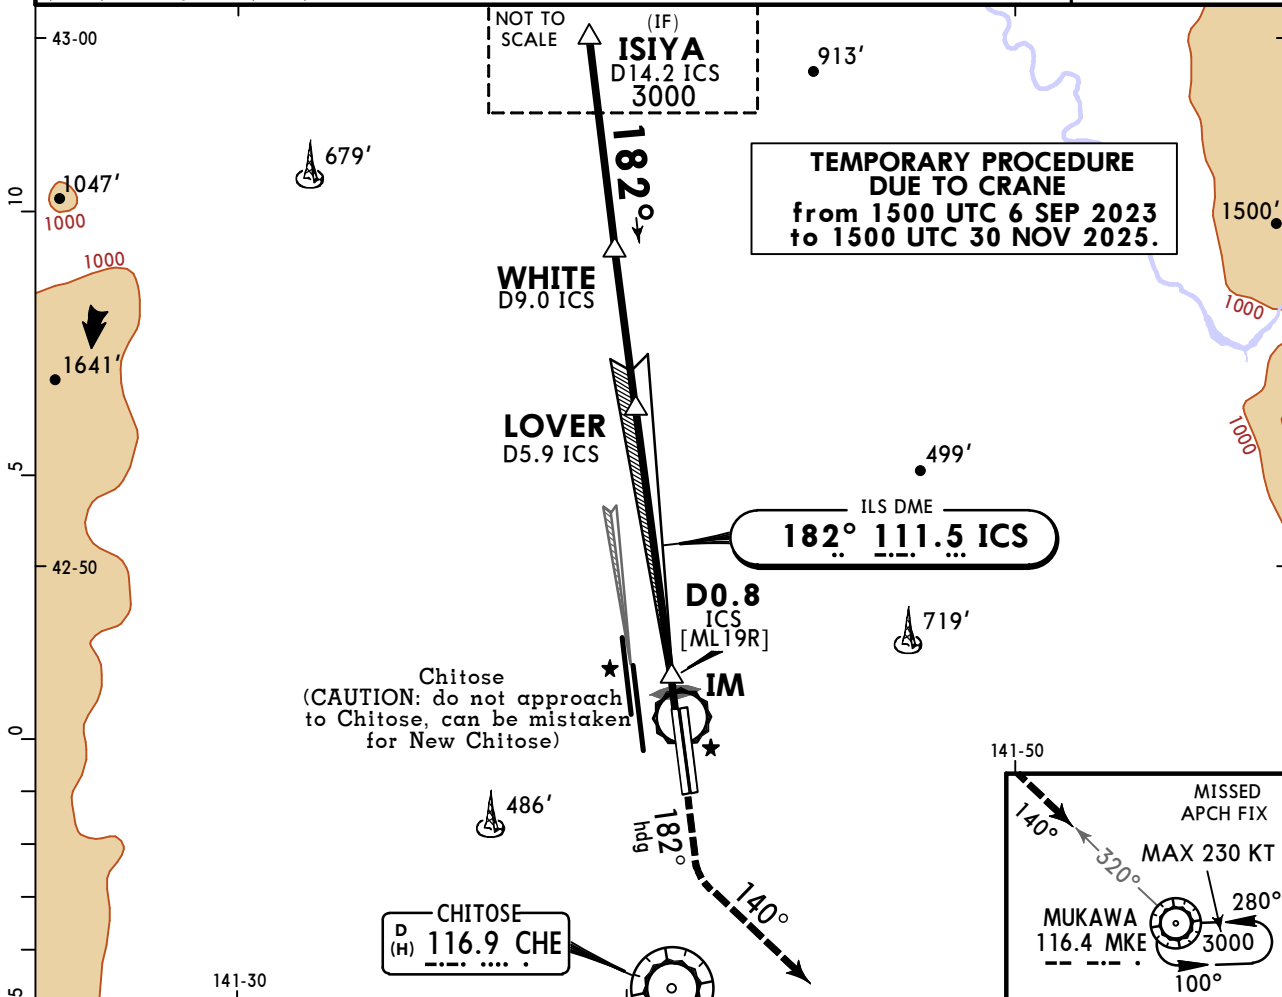 43-00
NOT TO
SCALE
(IF)
ISIYA
D14.2 ICS
3000
913'
182°
679'
TEMPORARY PROCEDURE
DUE TO CRANE
from 1500 UTC 6 SEP 2023
to 1500 UTC 30 NOV 2025.
1047'
1000
10
1500'
1000
WHITE
D9.0 ICS
1000
1641'
LOVER
D5.9 ICS
1000
499'
5
ILS DME
182° 111.5 ICS
42-50
D0.8
ICS
[ML19R]
719'
IM
Chitose
(CAUTION: do not approach
to Chitose, can be mistaken
for New Chitose)
0
141-50
486'
182°
hdg
140°
MISSED
APCH FIX
140°
320°
MAX 230 KT
280°
MUKAWA
116.4 MKE
3000
100°
CHITOSE
D
(H)
116.9 CHE
141-30
5